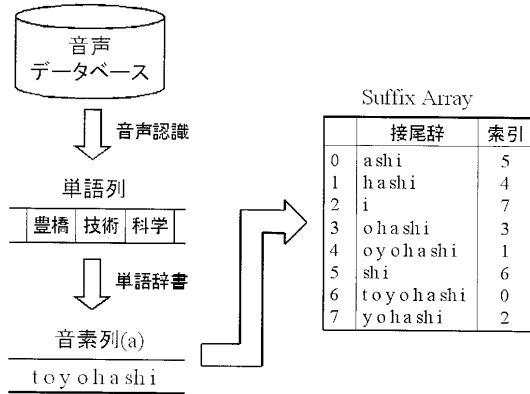 音声
データベース
音声認識
単語列
豊橋 技術 科学
単語辞書
音素列(a)
toyohashi
Suffix Array
接尾辞 索引
0 ashi 5
1 hashi 4
2 i 7
3 ohashi 3
4 oyohashi 1
5 shi 6
6 toyohashi 0
7 yohashi 2